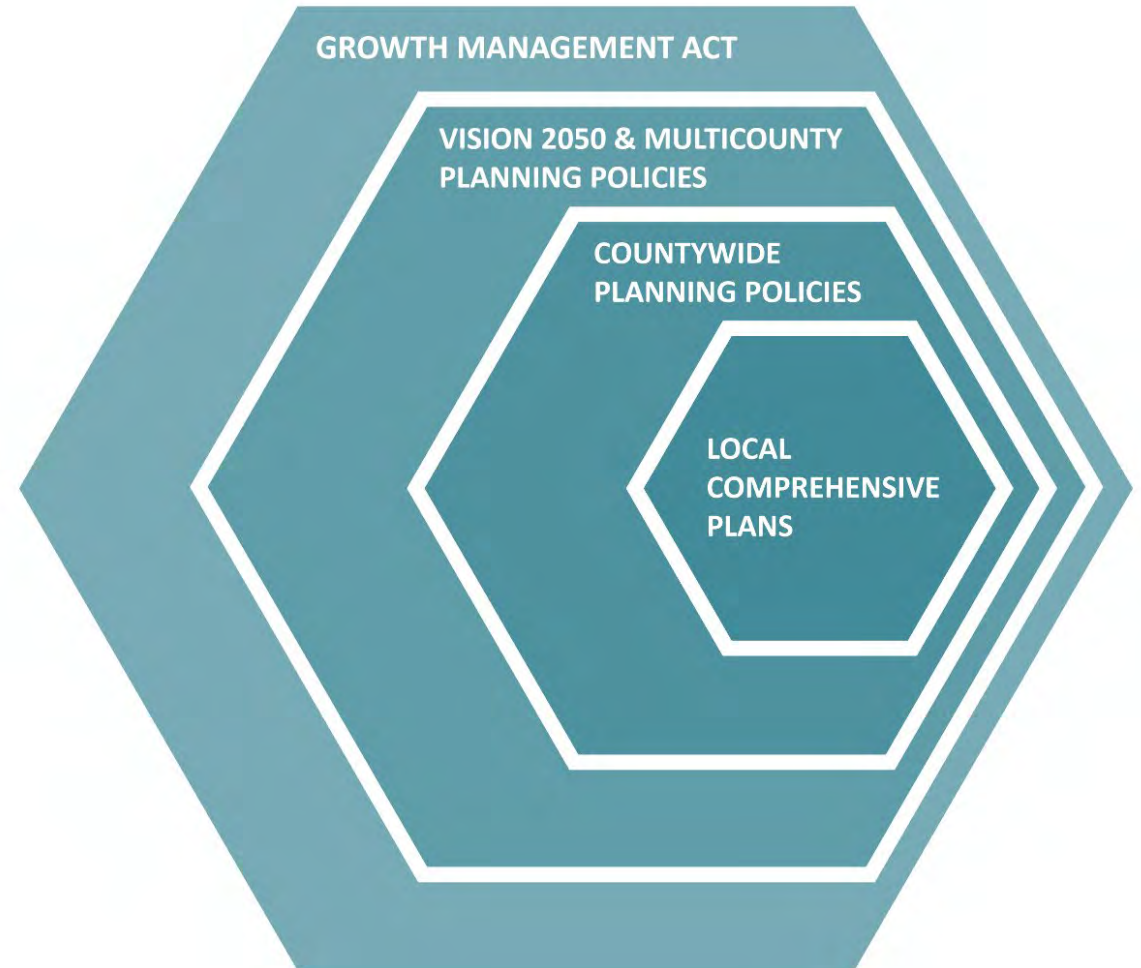 GROWTH MANAGEMENT ACT
VISION 2050 & MULTICOUNTY
PLANNING POLICIES
COUNTYWIDE
PLANNING POLICIES
LOCAL
COMPREHENSIVE
PLANS